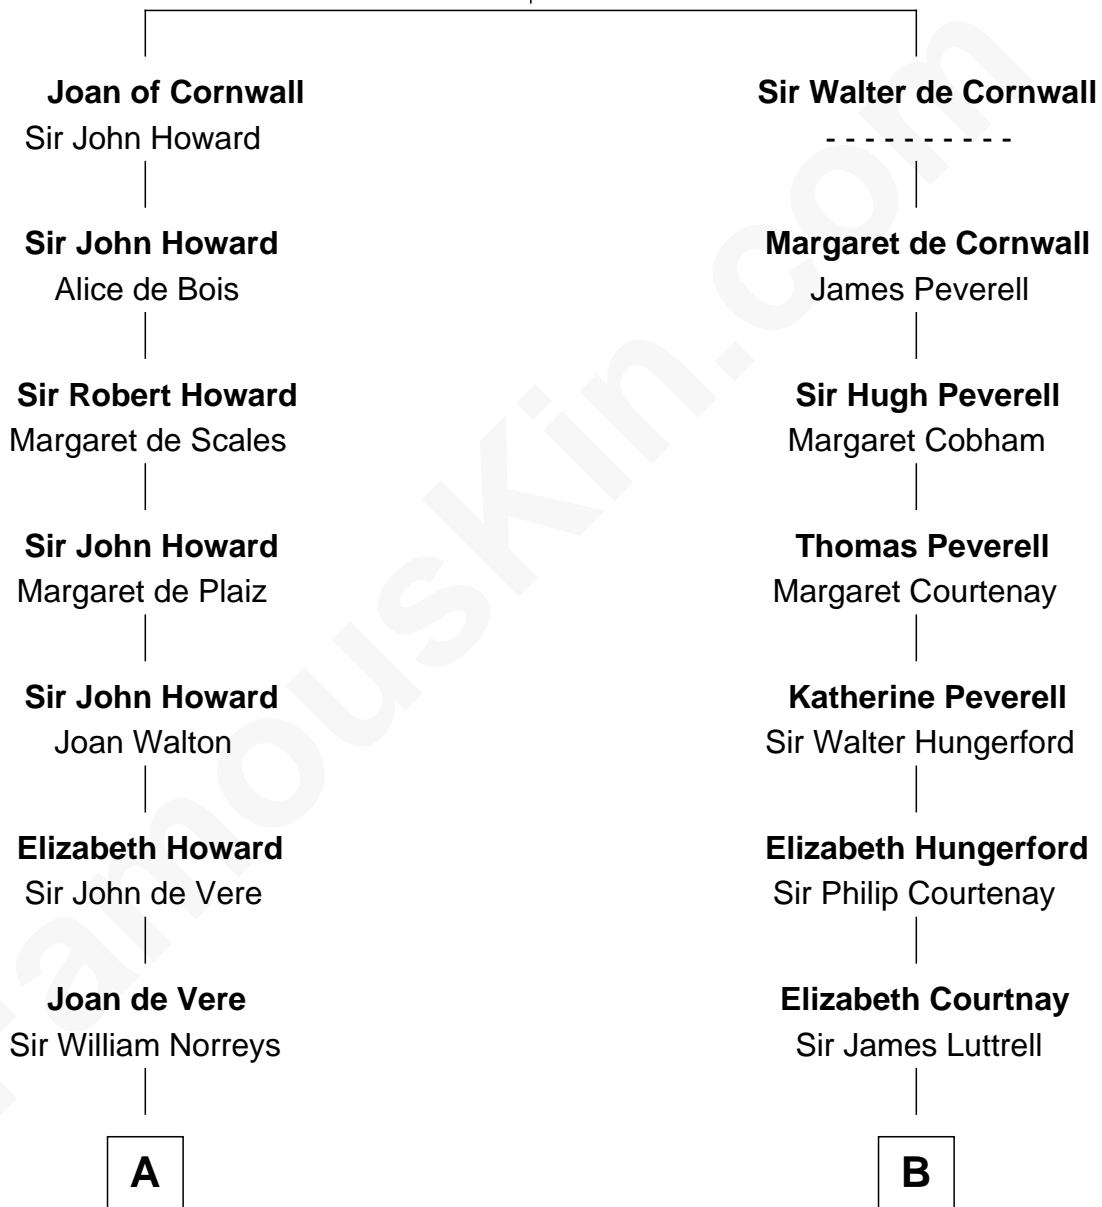 Joan of Cornwall
Sir John Howard
Sir Walter de Cornwall
- - - - - - - - - -
Sir John Howard
Alice de Bois
Margaret de Cornwall
James Peverell
Sir Robert Howard
Margaret de Scales
Sir Hugh Peverell
Margaret Cobham
Sir John Howard
Margaret de Plaiz
Thomas Peverell
Margaret Courtenay
Sir John Howard
Joan Walton
Katherine Peverell
Sir Walter Hungerford
Elizabeth Howard
Sir John de Vere
Elizabeth Hungerford
Sir Philip Courtenay
Joan de Vere
Sir William Norreys
Elizabeth Courtnay
Sir James Luttrell
A
B
FamousKin.com